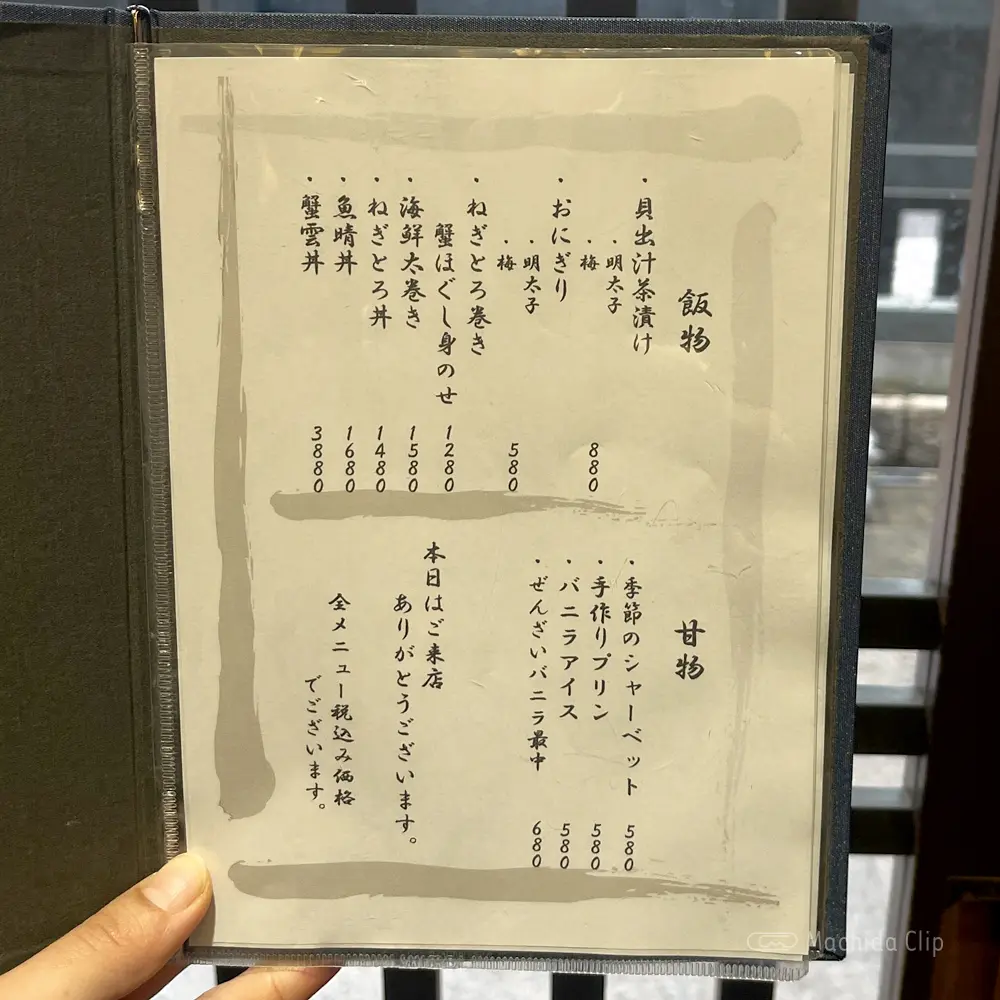 飯物
・貝出汁茶漬け
・明太子
・梅
880
・おにぎり
・明太子
・梅
580
・ねぎとろ巻き
蟹ほぐし身のせ
1280
・海鮮太巻き
1580
・ねぎとろ丼
1480
・魚晴丼
1680
・蟹雲丼
3880
甘物
・季節のシャーベット
580
・手作りプリン
580
・バニラアイス
580
・ぜんざいバニラ最中
680
本日はご来店
ありがとうございます。
全メニュー税込み価格
でございます。
Machida Clip